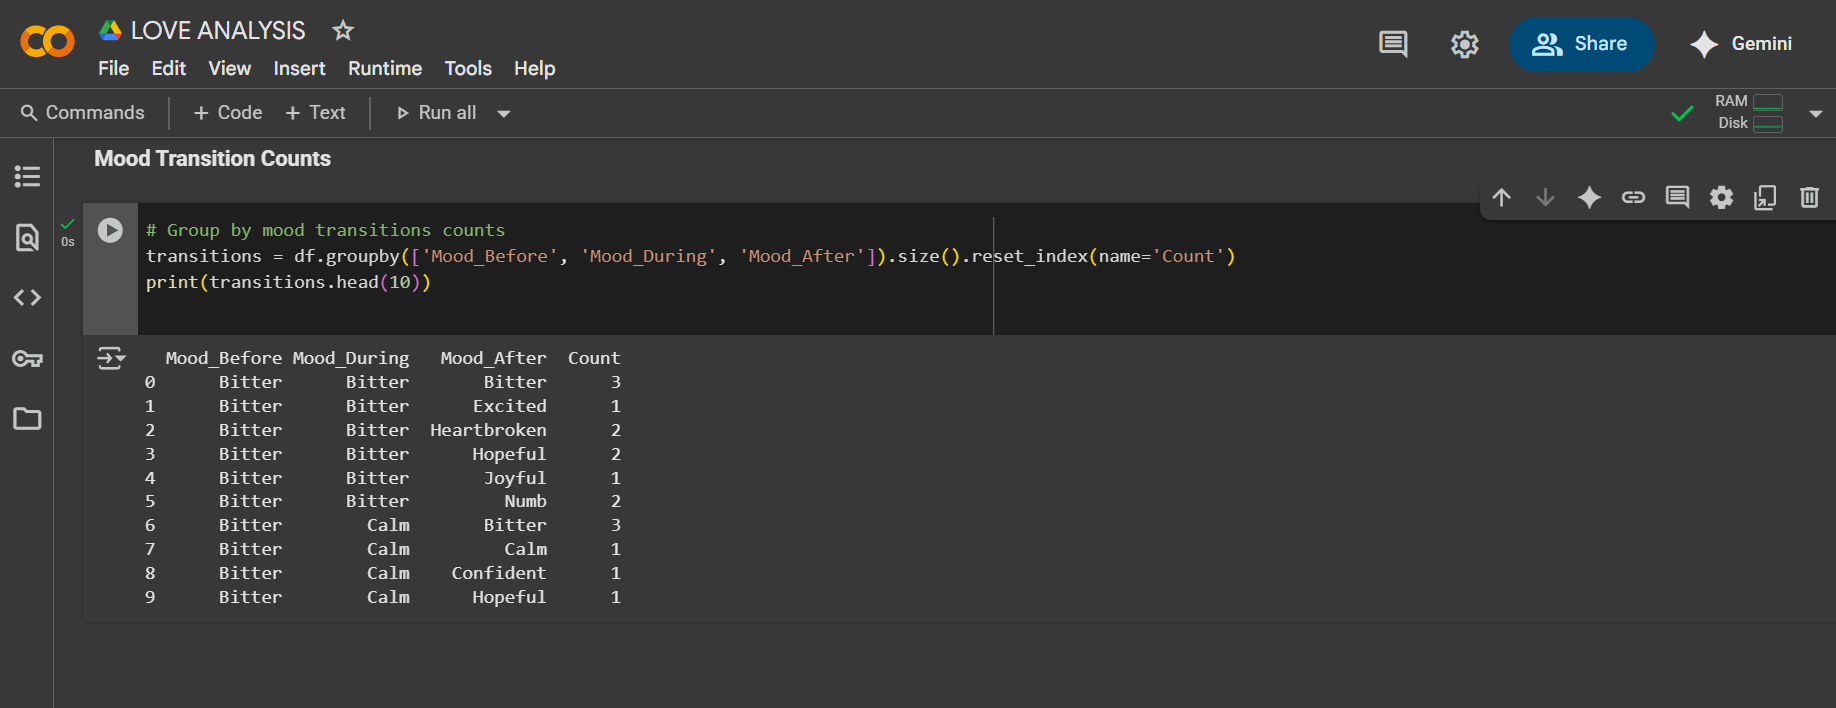 LOVE ANALYSIS
File Edit View Insert Runtime Tools Help
Share
Gemini
Commands
+ Code + Text
Run all
RAM
Disk
Mood Transition Counts
0s
# Group by mood transitions counts
transitions = df.groupby(['Mood_Before', 'Mood_During', 'Mood_After']).size().reset_index(name='Count')
print(transitions.head(10))
Mood_Before Mood_During Mood_After Count
0 Bitter Bitter Bitter 3
1 Bitter Bitter Excited 1
2 Bitter Bitter Heartbroken 2
3 Bitter Bitter Hopeful 2
4 Bitter Bitter Joyful 1
5 Bitter Bitter Numb 2
6 Bitter Calm Bitter 3
7 Bitter Calm Calm 1
8 Bitter Calm Confident 1
9 Bitter Calm Hopeful 1